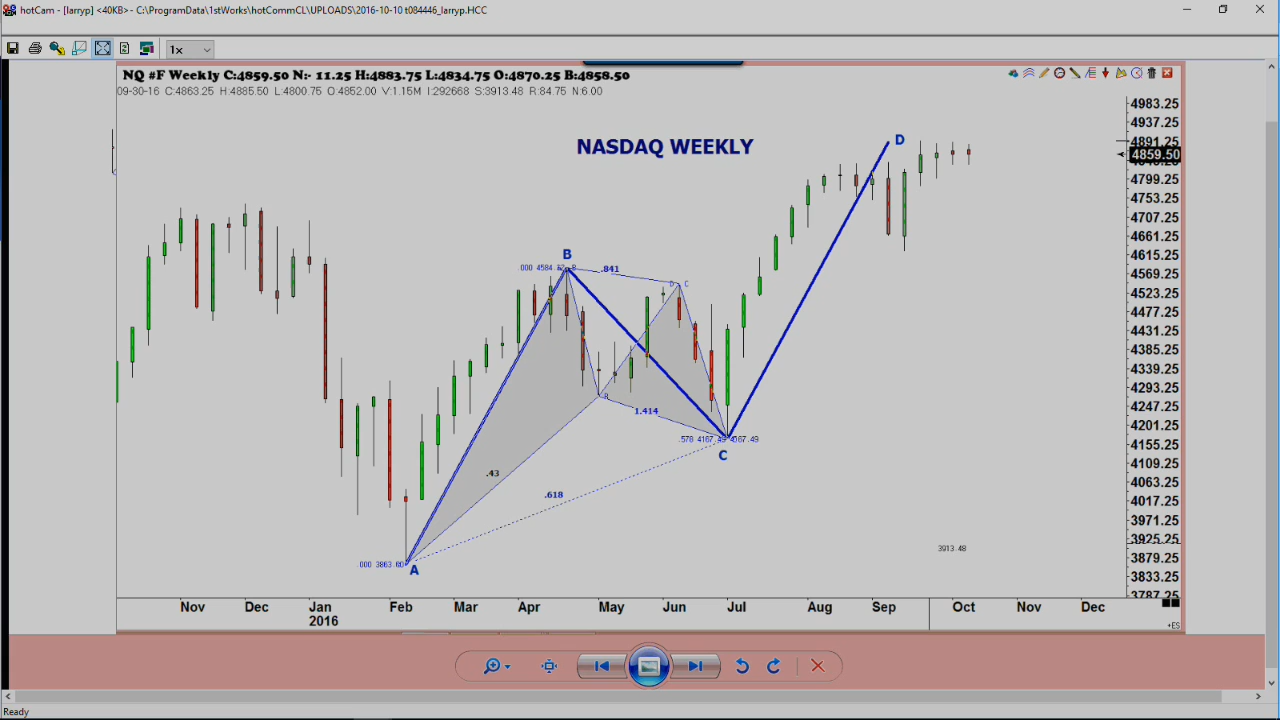 hotCam - [larryp] <40KB>- C:\ProgramData\1stWorks\hotCommCL\UPLOADS\2016-10-10 t084446_larryp.HCC
1x
NQ #F Weekly C:4859.50 N:- 11.25 H:4883.75 L:4834.75 O:4870.25 B:4858.50
09-30-16 C:4863.25 H 4885.50 L:4800.75 O 4852.00 V:1.15M I:292668 S:3913.48 R:84.75 N:6.00
NASDAQ WEEKLY
4983.25
4937.25
D
4891.25
4859.50
4799.25
4753.25
4707.25
4661.25
4615.25
4569.25
4523.25
4477.25
4431.25
4385.25
4339.25
4293.25
4247.25
4201.25
4155.25
4109.25
4063.25
4017.25
3971.25
3925.25
3879.25
3833.25
3787.25
B
.841
D C
B
1.414
.578 4167.49
C
.43
.618
3913.48
.000 3863.60
A
Nov Dec Jan Feb Mar Apr May Jun Jul Aug Sep Oct Nov Dec
2016
+ES
Ready